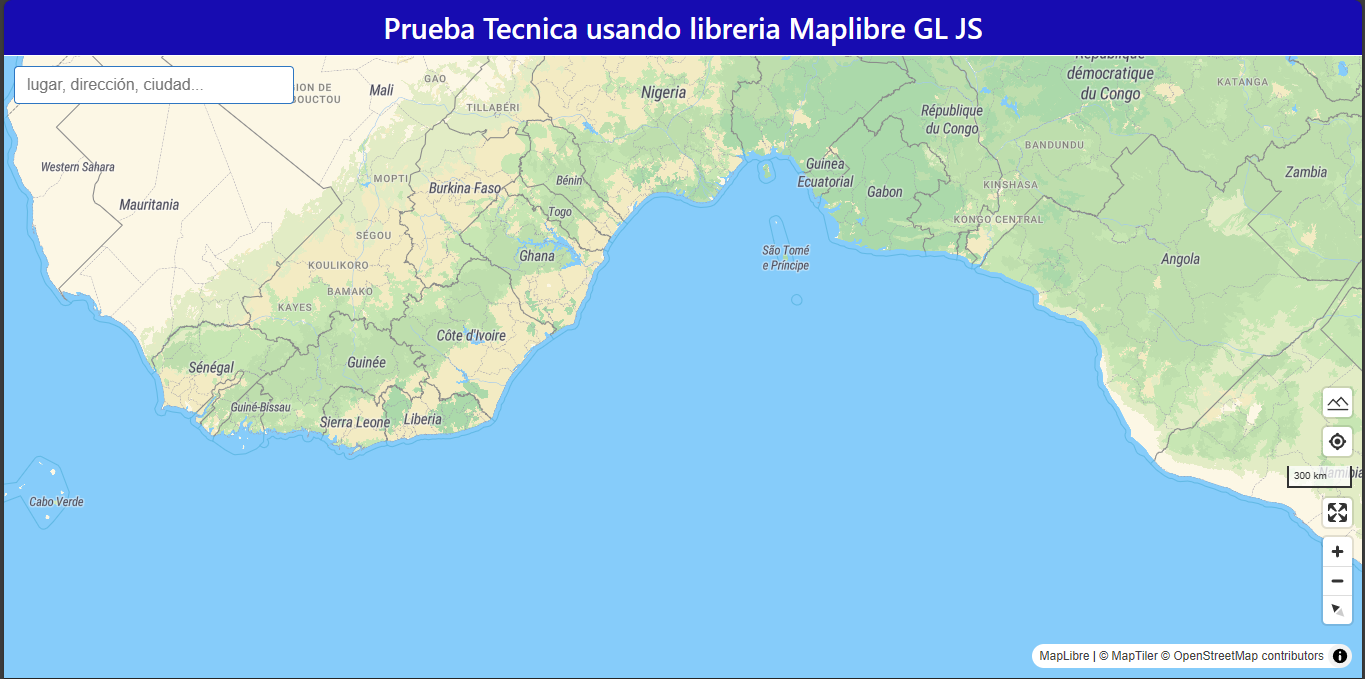 Prueba Tecnica usando libreria Maplibre GL JS
lugar, dirección, ciudad...
ION DE
BOUCTOU
Mali
GAO
TILLABÉRI
Nigeria
République
démocratique
du Congo
KATANGA
République
du Congo
BANDUNDU
Western Sahara
Mauritania
MOPTI
Burkina Faso
Bénin
Guinea
Ecuatorial
Gabon
KINSHASA
Zambia
Togo
KONGO CENTRAL
SÉGOU
Ghana
São Tomé
e Príncipe
Angola
KOULIKORO
BAMAKO
KAYES
Côte d'Ivoire
Sénégal
Guinée
Guiné-Bissau
Sierra Leone
Liberia
Namibia
300 km
Cabo Verde
MapLibre | © MapTiler © OpenStreetMap contributors